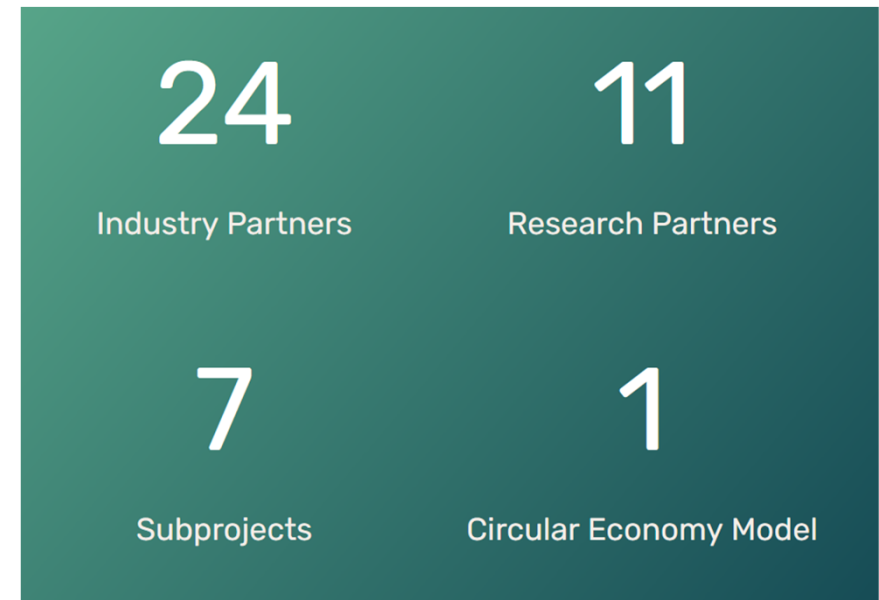 24
Industry Partners
11
Research Partners
7
Subprojects
1
Circular Economy Model